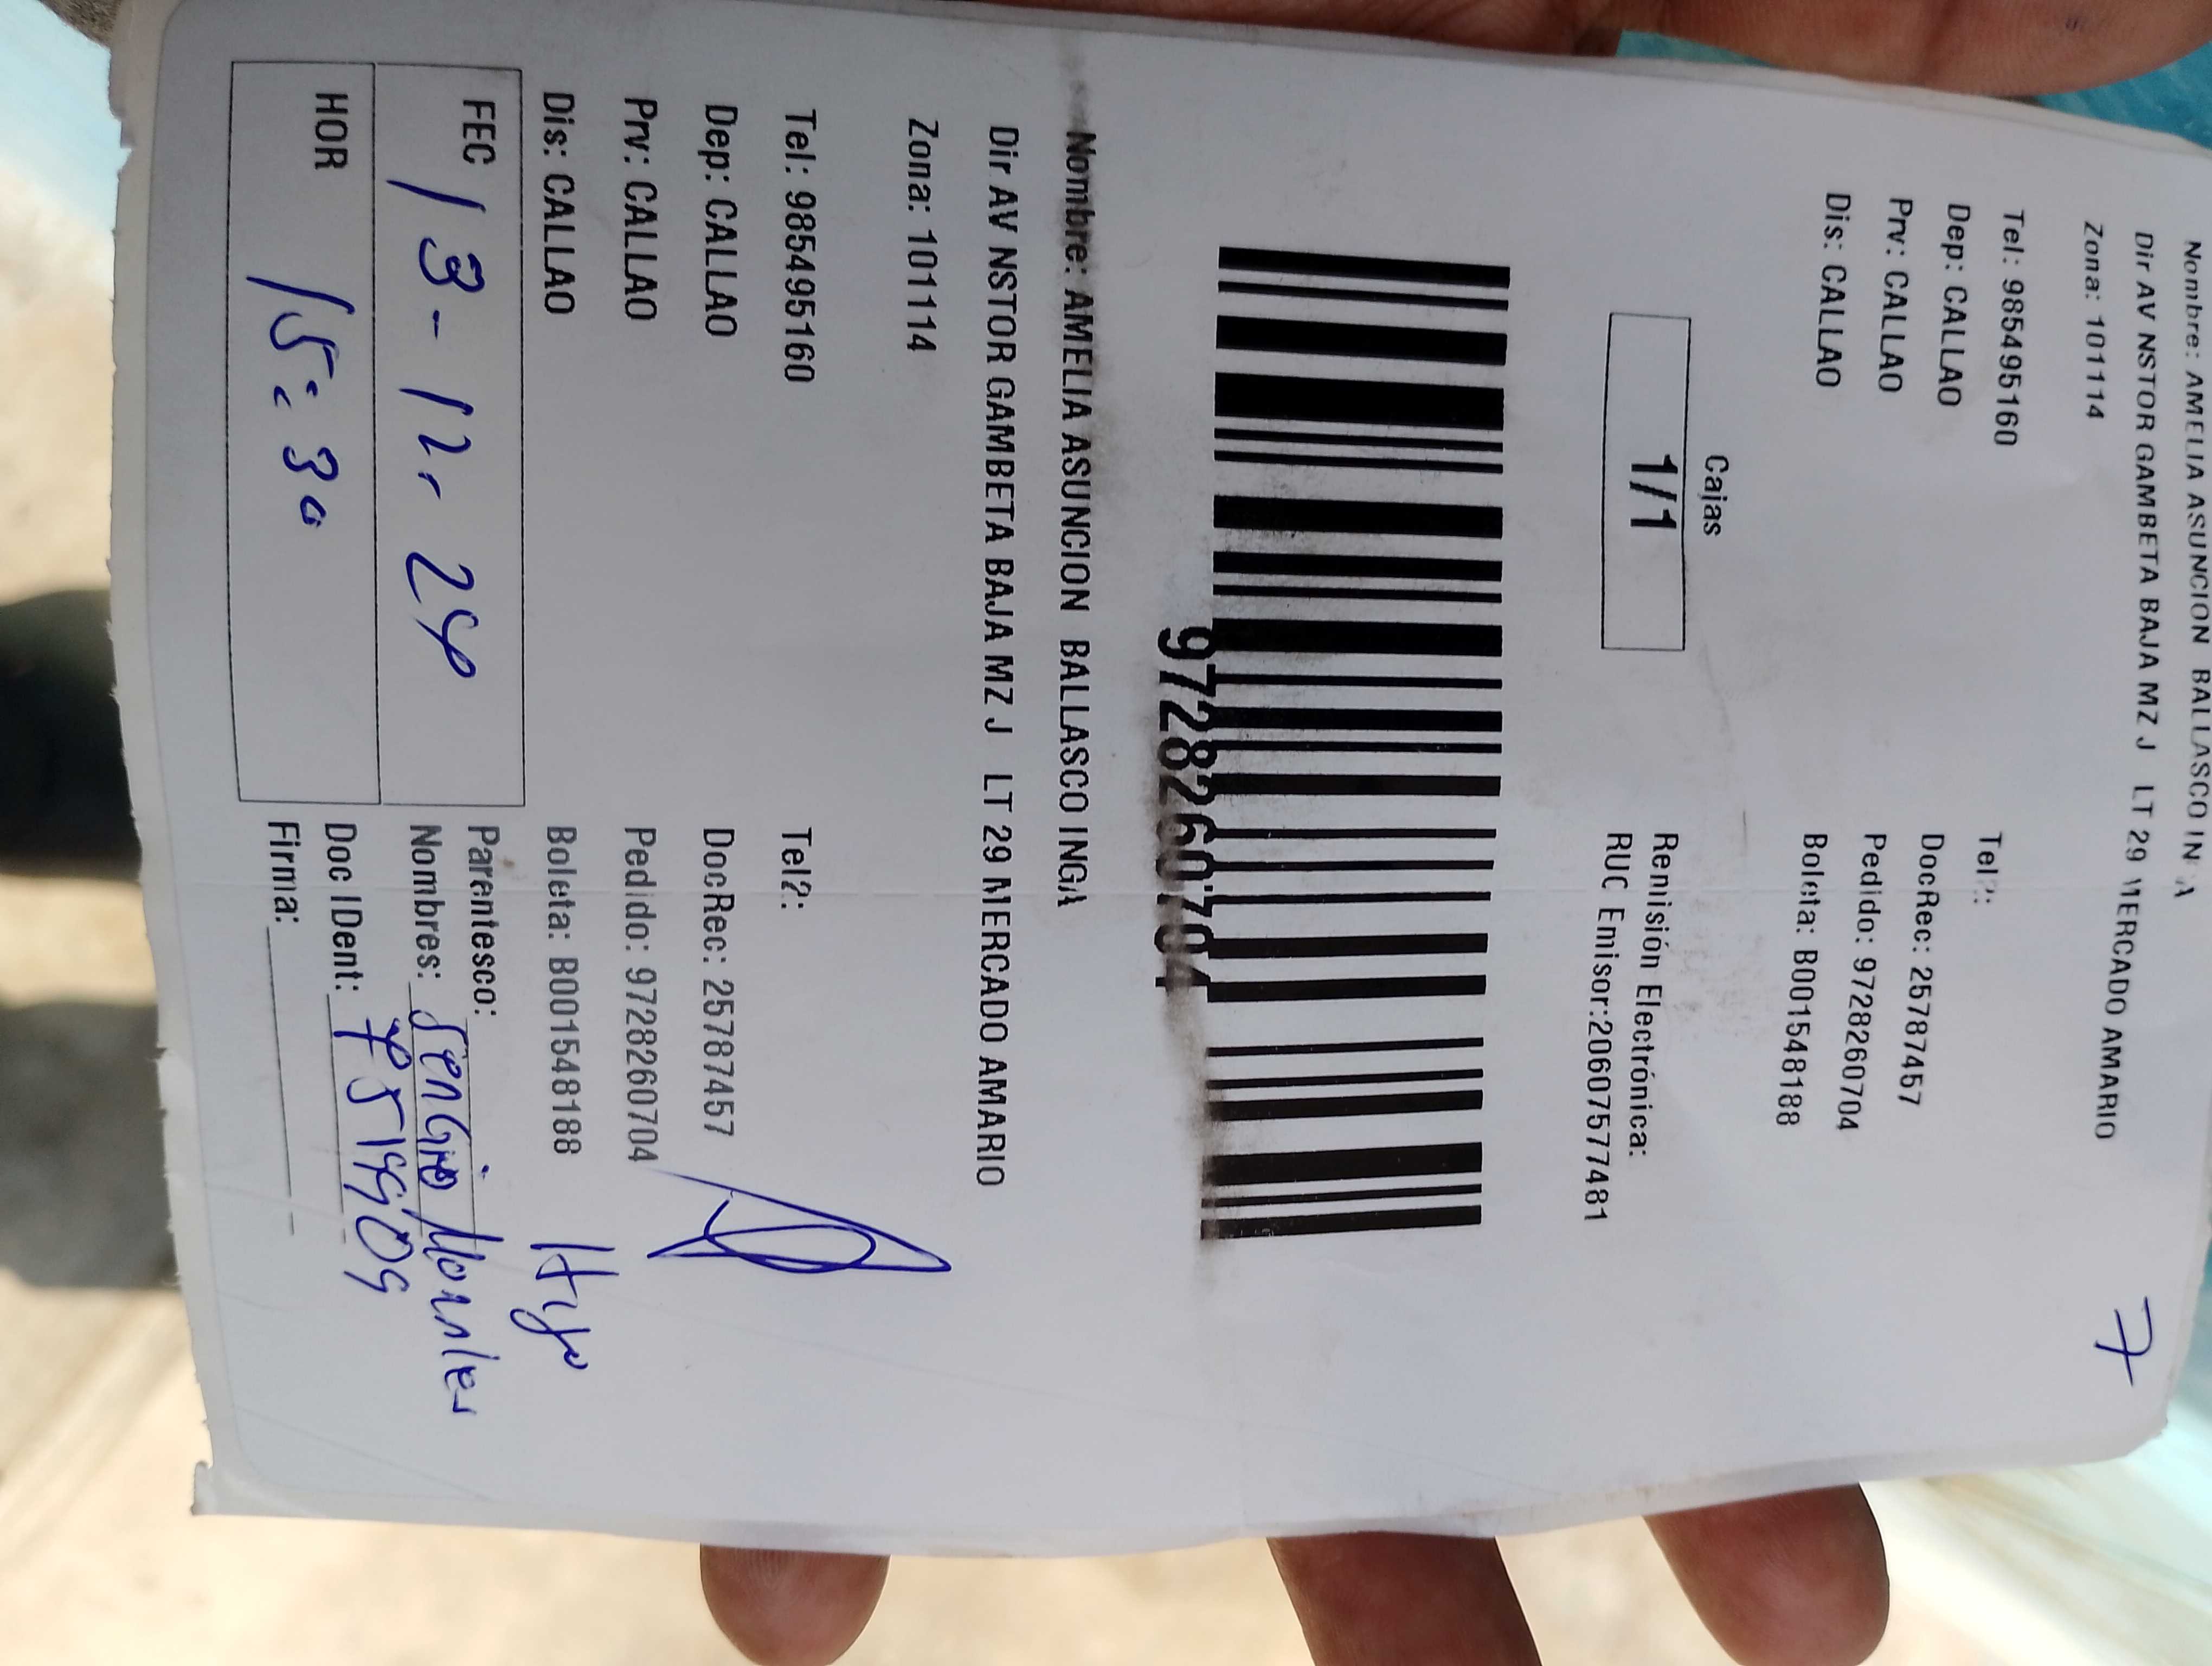 Nombre: AMELIA ASUNCION BALLASCO IN A
Dir AV NSTOR GAMBETA BAJA MZ J LT 29 MERCADO AMARIO
Zona: 101114
7
Tel: 985495160 Tel2:
Dep: CALLAO DocRec: 25787457
Prv: CALLAO Pedido: 9728260704
Dis: CALLAO Boleta: B001548188
Cajas
1/1
Remisión Electrónica:
RUC Emisor:20607577481
9728260704
Nombre: AMELIA ASUNCION BALLASCO INGA
Dir AV NSTOR GAMBETA BAJA MZ J LT 29 MERCADO AMARIO
Zona: 101114
Tel: 985495160 Tel2:
Dep: CALLAO DocRec: 25787457
Prv: CALLAO Pedido: 97282660704
Dis: CALLAO Boleta: B001548188
FEC 13-12-24 Parentesco: Hijo
Nombres: Morales
HOR 15:30 Doc IDent:
Firma: